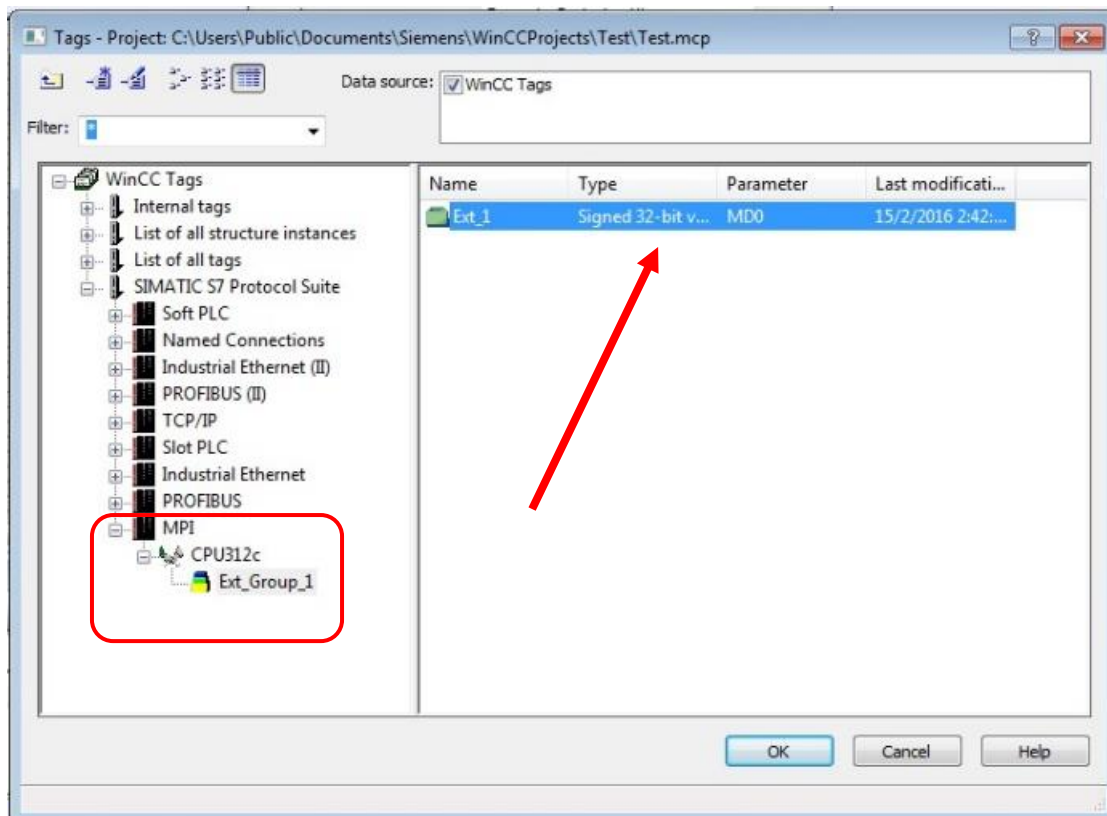 Tags - Project: C:\Users\Public\Documents\Siemens\WinCCProjects\Test\Test.mcp
Data source: WinCC Tags
Filter: *
WinCC Tags
Internal tags
List of all structure instances
List of all tags
SIMATIC S7 Protocol Suite
Soft PLC
Named Connections
Industrial Ethernet (II)
PROFIBUS (II)
TCP/IP
Slot PLC
Industrial Ethernet
PROFIBUS
MPI
CPU312c
Ext_Group_1
Name Type Parameter Last modificati...
Ext_1 Signed 32-bit v... MD0 15/2/2016 2:42:...
OK Cancel Help